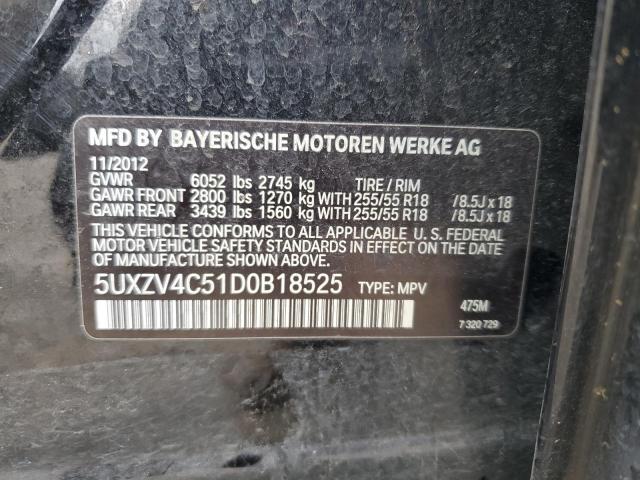 MFD BY BAYERISCHE MOTOREN WERKE AG
11/2012
GVWR 6052 lbs 2745 kg TIRE / RIM
GAWR FRONT 2800 lbs 1270 kg WITH 255/55 R18 /8.5J x 18
GAWR REAR 3439 lbs 1560 kg WITH 255/55 R18 /8.5J x 18
THIS VEHICLE CONFORMS TO ALL APPLICABLE U. S. FEDERAL
MOTOR VEHICLE SAFETY STANDARDS IN EFFECT ON THE DATE
OF MANUFACTURE SHOWN ABOVE.
5UXZV4C51D0B18525 TYPE: MPV
475M
7 320 729